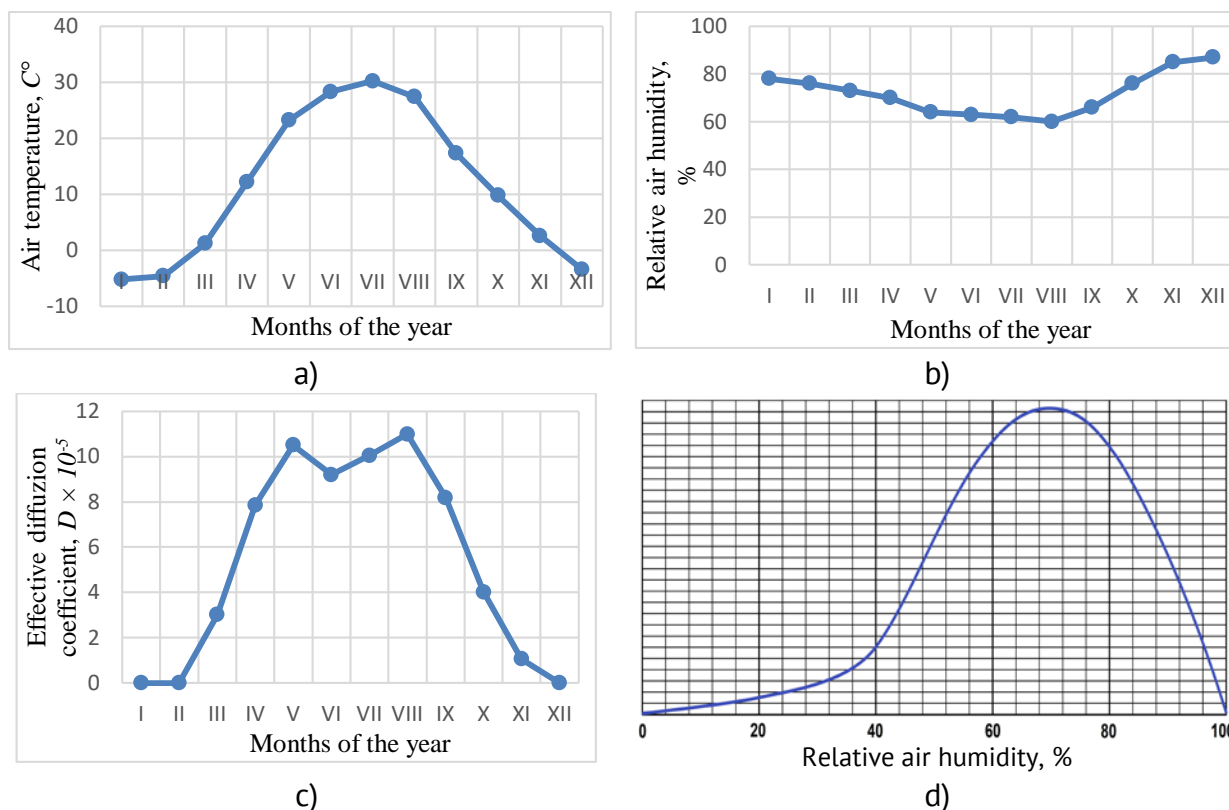 40
30
20
10
0
-10
Air temperature, C°
I II III IV V VI VII VIII IX X XI XII
Months of the year
a)
100
80
60
40
20
0
Relative air humidity,
%
I II III IV V VI VII VIII IX X XI XII
Months of the year
b)
12
10
8
6
4
2
0
Effective diffuzion
coefficient, D × 10-5
I II III IV V VI VII VIII IX X XI XII
Months of the year
c)
0 20 40 60 80 100
Relative air humidity, %
d)